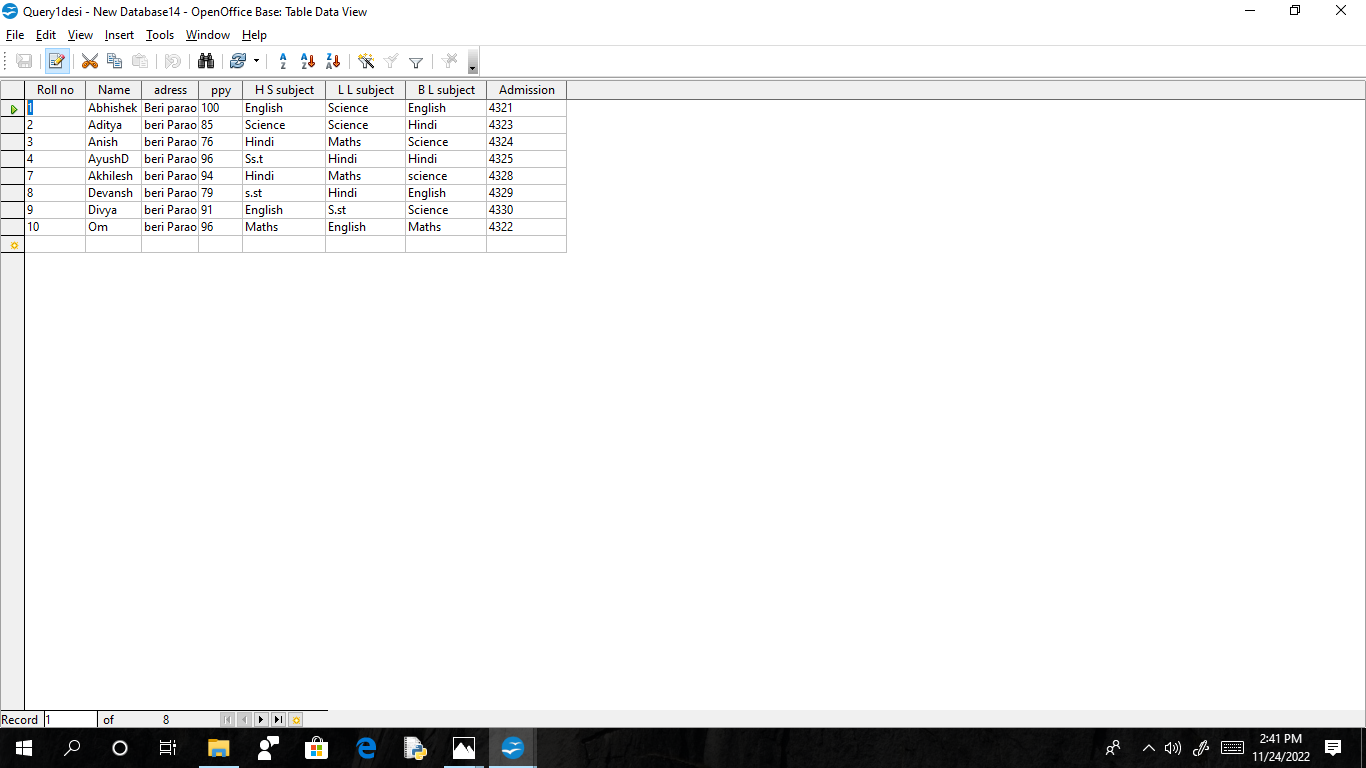 Query1desi - New Database14 - OpenOffice Base: Table Data View
File Edit View Insert Tools Window Help
Roll no Name adress ppy H S subject L L subject B L subject Admission
1 Abhishek Beri parao 100 English Science English 4321
2 Aditya beri Parao 85 Science Science Hindi 4323
3 Anish beri Parao 76 Hindi Maths Science 4324
4 AyushD beri Parao 96 Ss.t Hindi Hindi 4325
7 Akhilesh beri Parao 94 Hindi Maths science 4328
8 Devansh beri Parao 79 s.st Hindi English 4329
9 Divya beri Parao 91 English S.st Science 4330
10 Om beri Parao 96 Maths English Maths 4322
Record 1 of 8
2:41 PM
11/24/2022